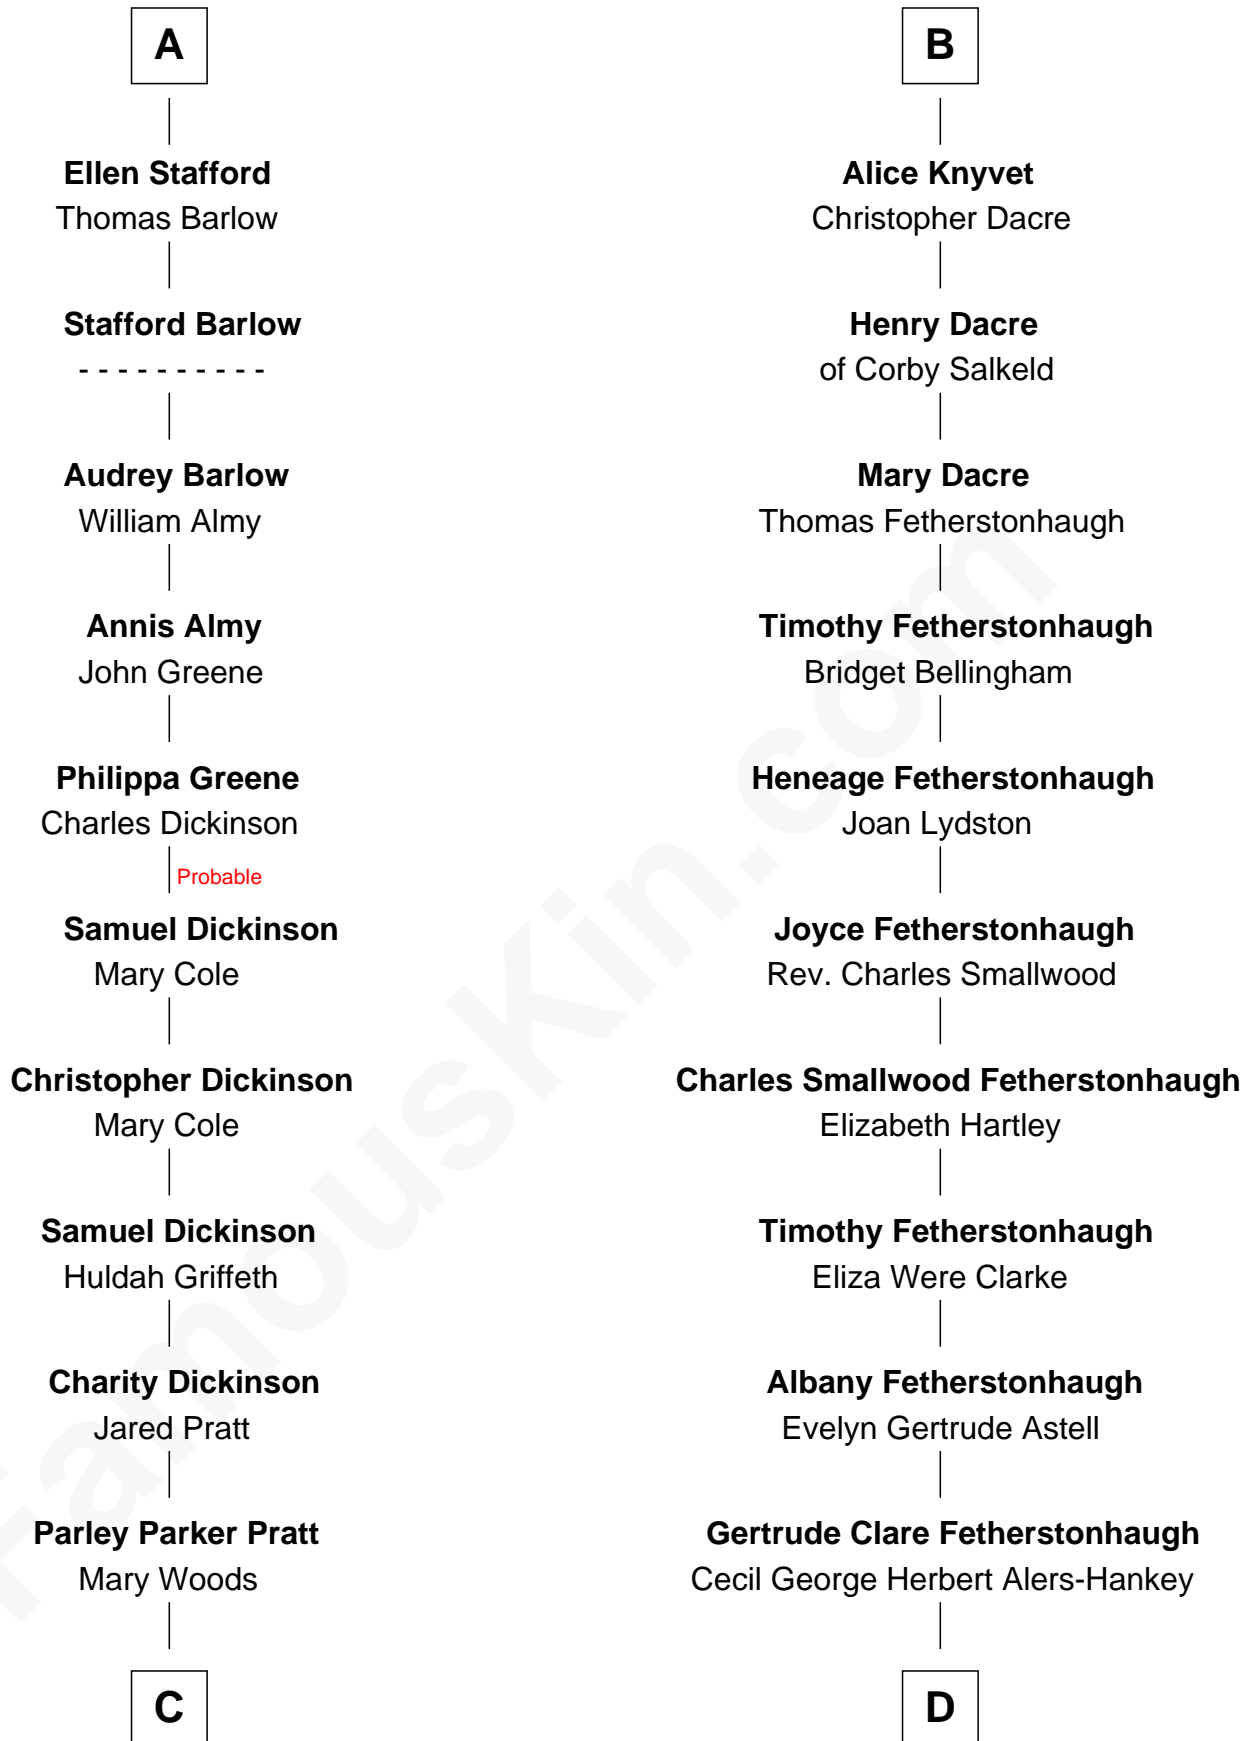 A
Ellen Stafford
Thomas Barlow
Stafford Barlow
- - - - - - - - - -
Audrey Barlow
William Almy
Annis Almy
John Greene
Philippa Greene
Charles Dickinson
Probable
Samuel Dickinson
Mary Cole
Christopher Dickinson
Mary Cole
Samuel Dickinson
Huldah Griffeth
Charity Dickinson
Jared Pratt
Parley Parker Pratt
Mary Woods
C
B
Alice Knyvet
Christopher Dacre
Henry Dacre
of Corby Salkeld
Mary Dacre
Thomas Fetherstonhaugh
Timothy Fetherstonhaugh
Bridget Bellingham
Heneage Fetherstonhaugh
Joan Lydston
Joyce Fetherstonhaugh
Rev. Charles Smallwood
Charles Smallwood Fetherstonhaugh
Elizabeth Hartley
Timothy Fetherstonhaugh
Eliza Were Clarke
Albany Fetherstonhaugh
Evelyn Gertrude Astell
Gertrude Clare Fetherstonhaugh
Cecil George Herbert Alers-Hankey
D
FamousKin.com